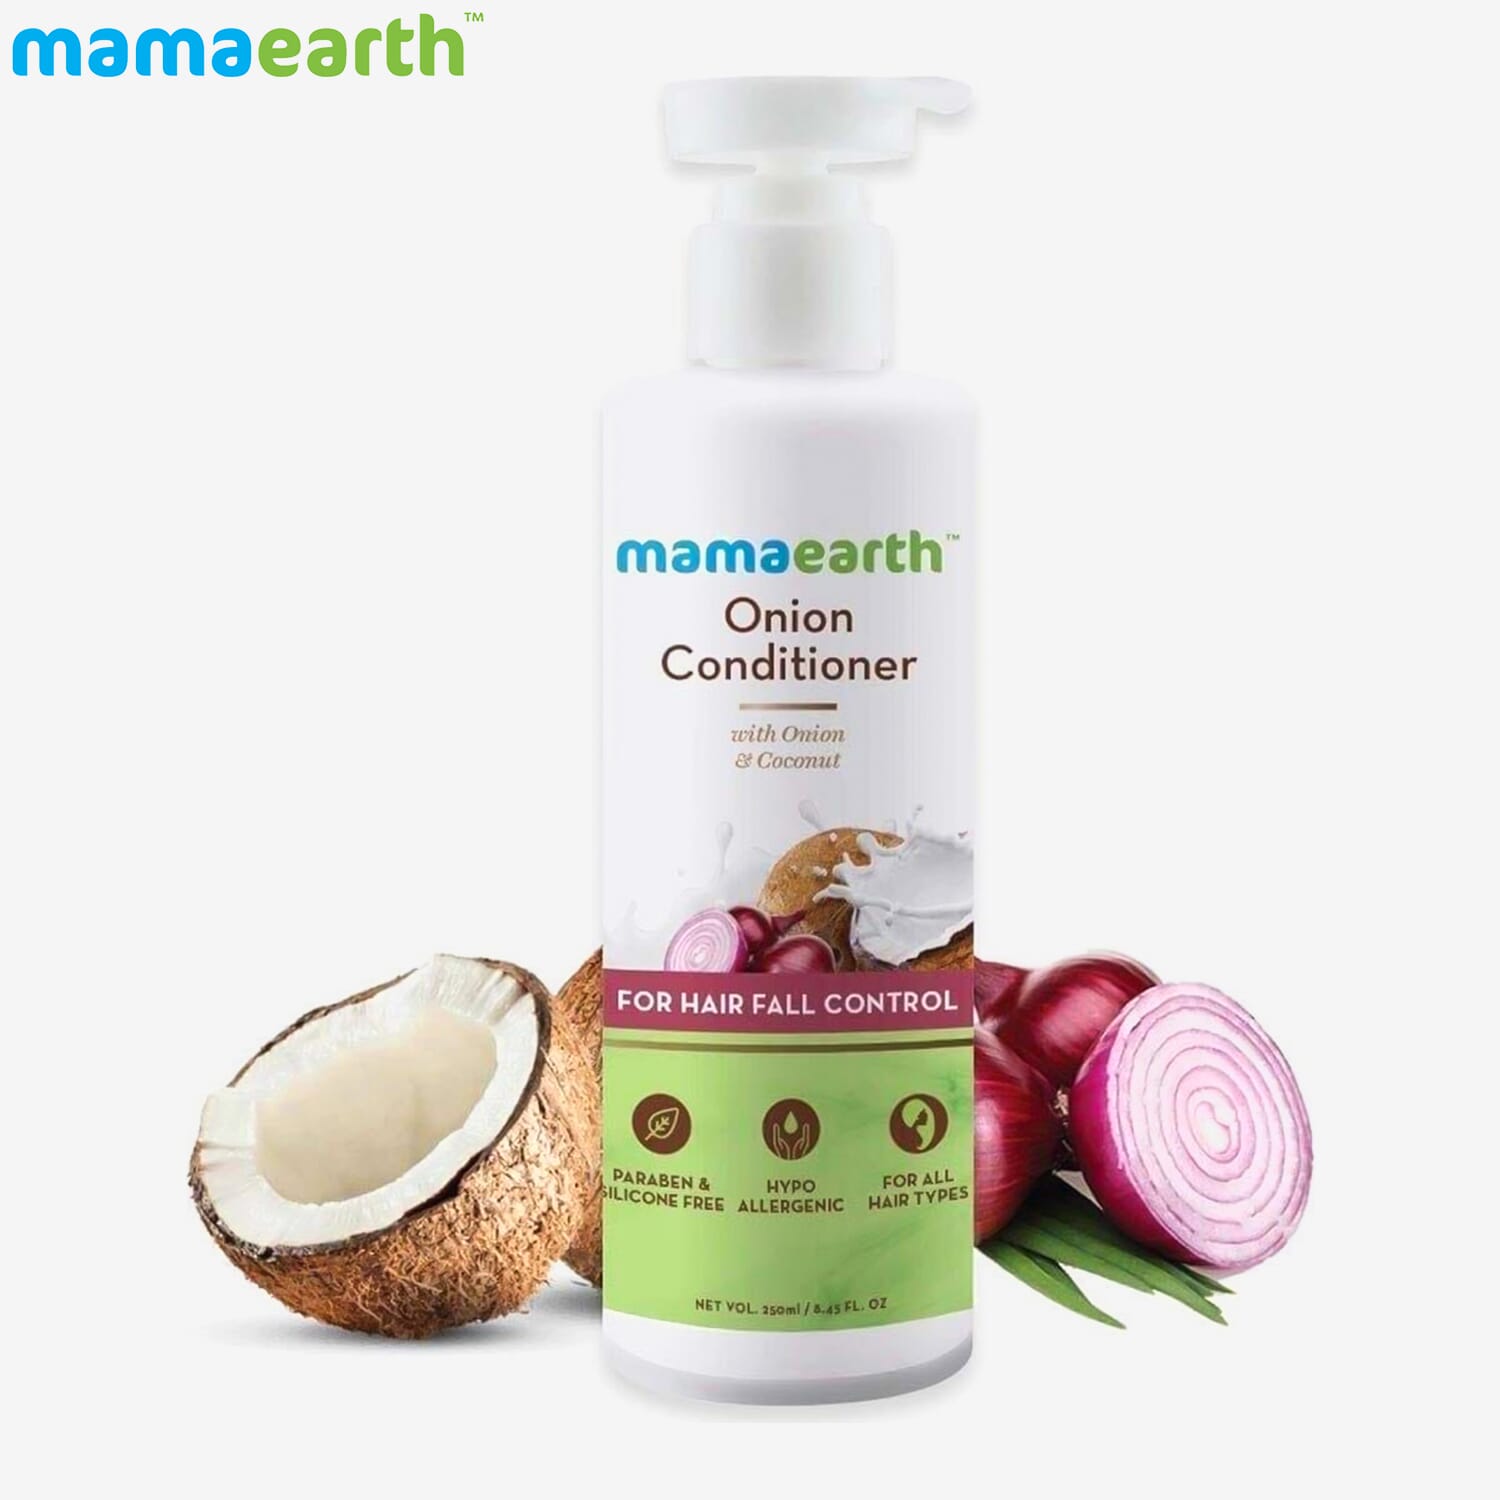 mamaearth™
mamaearth™
Onion
Conditioner
with Onion
& Coconut
FOR HAIR FALL CONTROL
PARABEN &
SILICONE FREE
HYPO
ALLERGENIC
FOR ALL
HAIR TYPES
NET VOL. 250ml / 8.45 FL. OZ